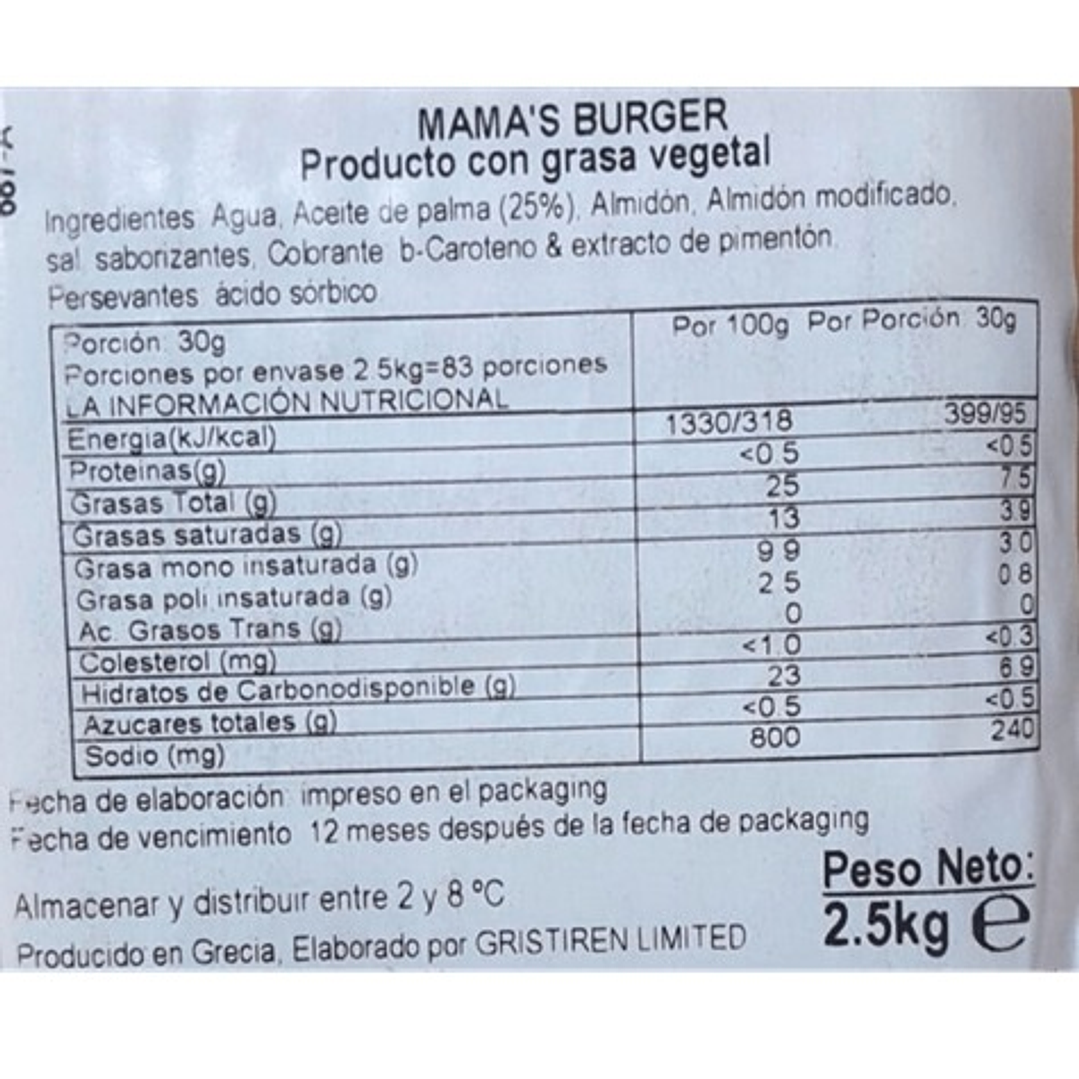 MAMA'S BURGER
Producto con grasa vegetal
Ingredientes: Agua, Aceite de palma (25%), Almidón, Almidón modificado,
sal saborizantes, Colorante b-Caroteno & extracto de pimentón.
Persevantes ácido sórbico
Porción: 30g Por 100g Por Porción 30g
Porciones por envase 2.5kg=83 porciones
LA INFORMACIÓN NUTRICIONAL
Energia(kJ/kcal) 1330/318 399/95
Proteinas(g) <0.5 <0.5
Grasas Total (g) 25 7.5
Grasas saturadas (g) 13 3.9
Grasa mono insaturada (g) 9.9 3.0
Grasa poli insaturada (g) 2.5 0.8
Ac. Grasos Trans (g) 0 0
Colesterol (mg) <1.0 <0.3
Hidratos de Carbonodisponible (g) 23 6.9
Azucares totales (g) <0.5 <0.5
Sodio (mg) 800 240
Fecha de elaboración: impreso en el packaging
Fecha de vencimiento 12 meses después de la fecha de packaging
Almacenar y distribuir entre 2 y 8 ºC
Producido en Grecia, Elaborado por GRISTIREN LIMITED
Peso Neto:
2.5kg e